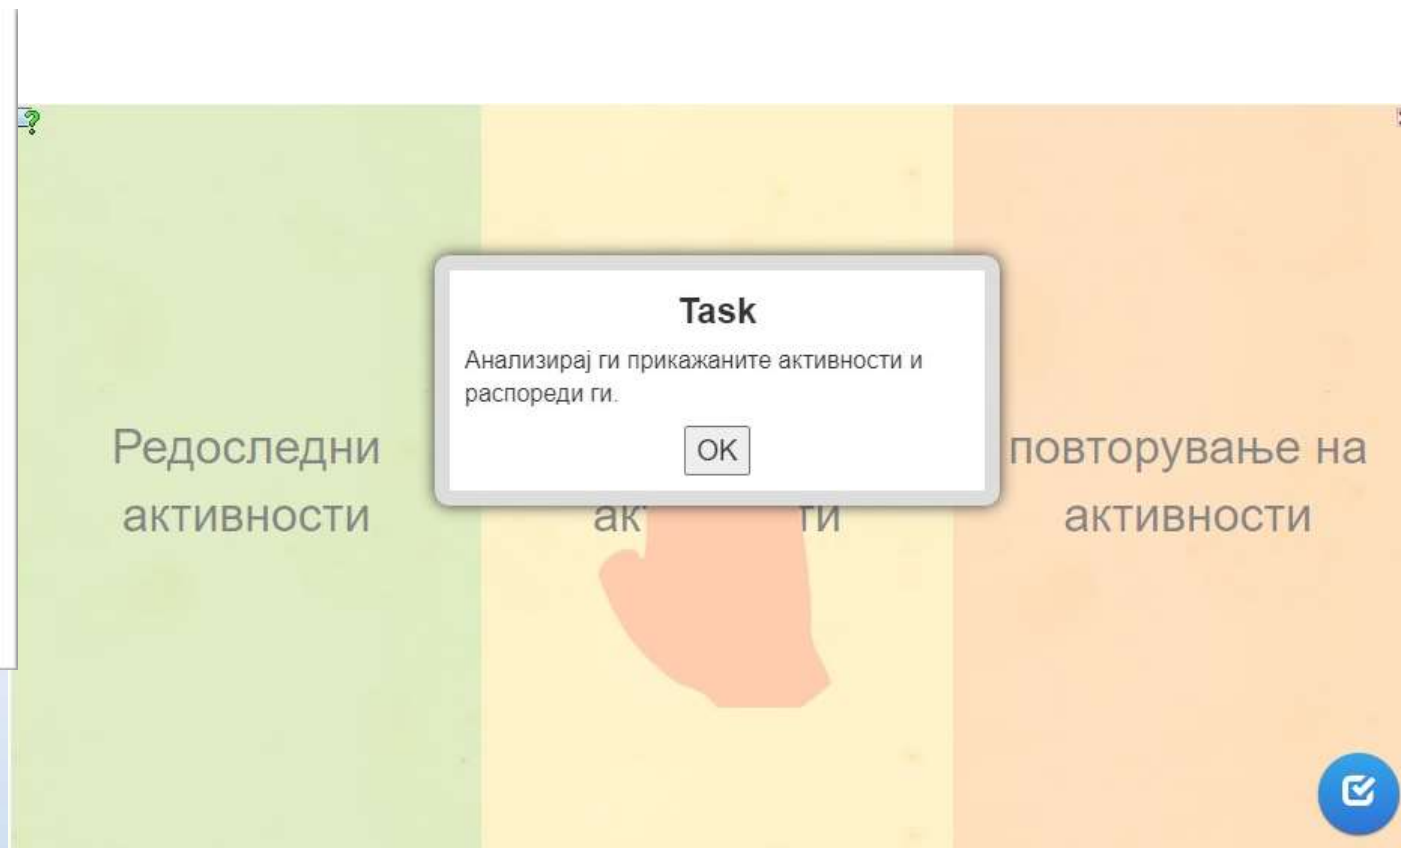 Task
Анализирај ги прикажаните активности и
распореди ги.
OK
Редоследни
активности
повторување на
активности